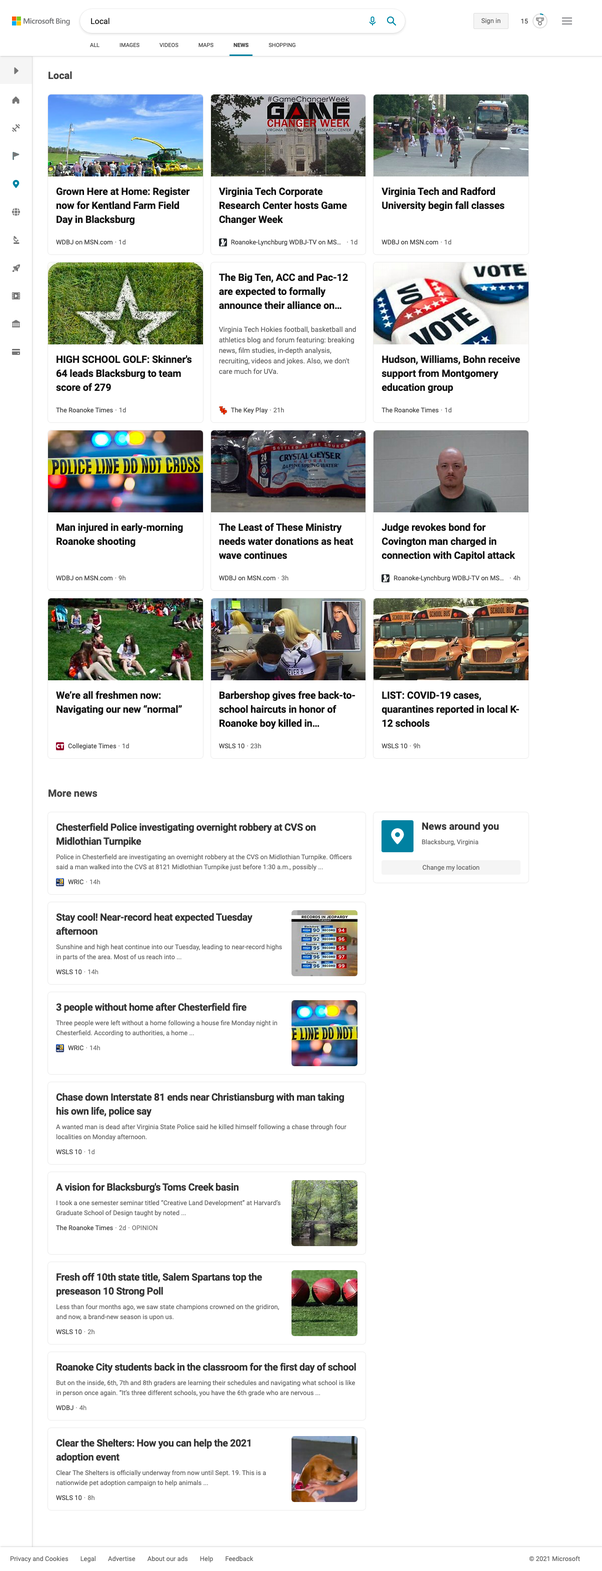 Microsoft Bing
Local
Sign in
15
ALL IMAGES VIDEOS MAPS NEWS SHOPPING
Local
#GameChangerWeek
GAME
CHANGER WEEK
Grown Here at Home: Register
now for Kentland Farm Field
Day in Blacksburg
WDBJ on MSN.com · 1d
Virginia Tech Corporate
Research Center hosts Game
Changer Week
Roanoke-Lynchburg WDBJ-TV on MS... · 1d
Virginia Tech and Radford
University begin fall classes
WDBJ on MSN.com · 1d
HIGH SCHOOL GOLF: Skinner's
64 leads Blacksburg to team
score of 279
The Roanoke Times · 1d
The Big Ten, ACC and Pac-12
are expected to formally
announce their alliance on...
Virginia Tech Hokies football, basketball and
athletics blog and forum featuring: breaking
news, film studies, in-depth analysis,
recruiting, videos and jokes. Also, we don't
care much for UVa.
The Key Play · 21h
VOTE
VOTE
Hudson, Williams, Bohn receive
support from Montgomery
education group
The Roanoke Times · 1d
POLICE LINE DO NOT CROSS
Man injured in early-morning
Roanoke shooting
WDBJ on MSN.com · 9h
CRYSTAL GEYSER
The Least of These Ministry
needs water donations as heat
wave continues
WDBJ on MSN.com · 3h
Judge revokes bond for
Covington man charged in
connection with Capitol attack
Roanoke-Lynchburg WDBJ-TV on MS... · 4h
We're all freshmen now:
Navigating our new "normal"
CT Collegiate Times · 1d
Barbershop gives free back-to-
school haircuts in honor of
Roanoke boy killed in...
WSLS 10 · 23h
SCHOOL BUS
SCHOOL BUS
LIST: COVID-19 cases,
quarantines reported in local K-
12 schools
WSLS 10 · 9h
More news
Chesterfield Police investigating overnight robbery at CVS on
Midlothian Turnpike
Police in Chesterfield are investigating an overnight robbery at the CVS on Midlothian Turnpike. Officers
said a man walked into the CVS at 8121 Midlothian Turnpike just before 1:30 a.m., possibly ...
WRIC · 14h
News around you
Blacksburg, Virginia
Change my location
Stay cool! Near-record heat expected Tuesday
afternoon
Sunshine and high heat continue into our Tuesday, leading to near-record highs
in parts of the area. Most of us reach into ...
WSLS 10 · 14h
RECORDS IN JEOPARDY
90 94
92 96
95 95
96 97
96 99
3 people without home after Chesterfield fire
Three people were left without a home following a house fire Monday night in
Chesterfield. According to authorities, a home ...
WRIC · 14h
E LINE DO NOT
Chase down Interstate 81 ends near Christiansburg with man taking
his own life, police say
A wanted man is dead after Virginia State Police said he killed himself following a chase through four
localities on Monday afternoon.
WSLS 10 · 1d
A vision for Blacksburg's Toms Creek basin
I took a one semester seminar titled "Creative Land Development" at Harvard's
Graduate School of Design taught by noted ...
The Roanoke Times · 2d · OPINION
Fresh off 10th state title, Salem Spartans top the
preseason 10 Strong Poll
Less than four months ago, we saw state champions crowned on the gridiron,
and now, a brand-new season is upon us.
WSLS 10 · 2h
Roanoke City students back in the classroom for the first day of school
But on the inside, 6th, 7th and 8th graders are learning their schedules and navigating what school is like
in person once again. "It's three different schools, you have the 6th grade who are nervous ...
WDBJ · 4h
Clear the Shelters: How you can help the 2021
adoption event
Clear The Shelters is officially underway from now until Sept. 19. This is a
nationwide pet adoption campaign to help animals ...
WSLS 10 · 8h
Privacy and Cookies Legal Advertise About our ads Help Feedback © 2021 Microsoft